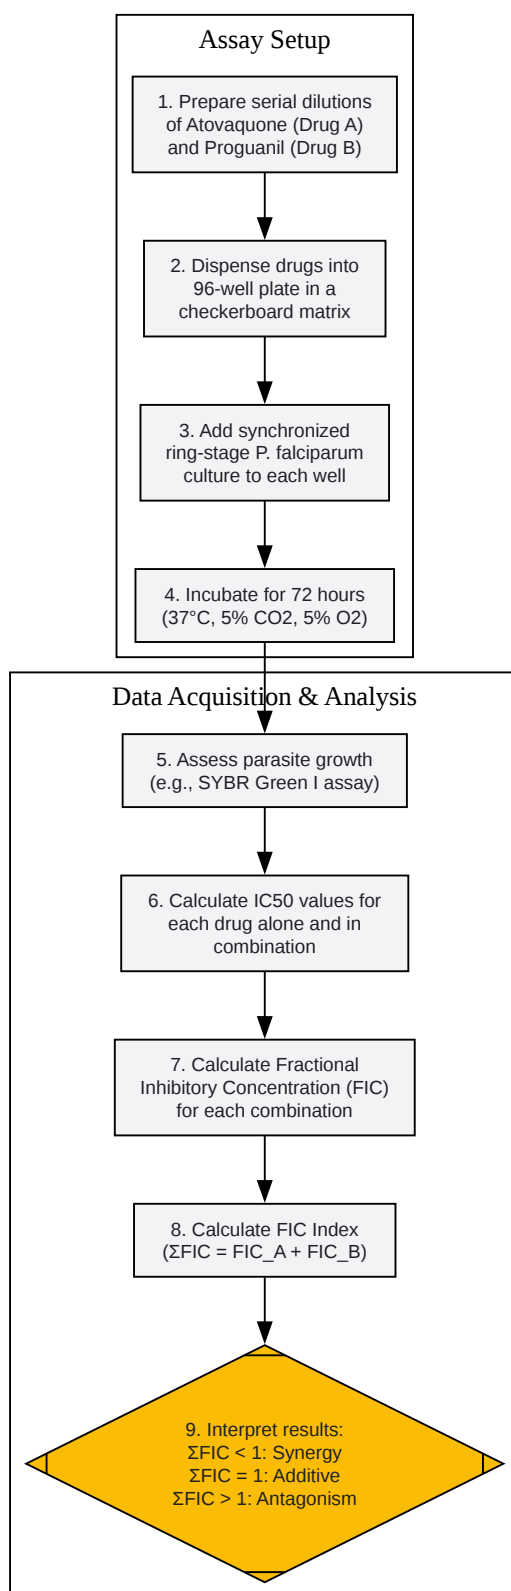 Assay Setup
1. Prepare serial dilutions
of Atovaquone (Drug A)
and Proguanil (Drug B)
2. Dispense drugs into
96-well plate in a
checkerboard matrix
3. Add synchronized
ring-stage P. falciparum
culture to each well
4. Incubate for 72 hours
(37°C, 5% CO2, 5% O2)
Data Acquisition & Analysis
5. Assess parasite growth
(e.g., SYBR Green I assay)
6. Calculate IC50 values for
each drug alone and in
combination
7. Calculate Fractional
Inhibitory Concentration (FIC)
for each combination
8. Calculate FIC Index
(ΣFIC = FIC_A + FIC_B)
9. Interpret results:
ΣFIC < 1: Synergy
ΣFIC = 1: Additive
ΣFIC > 1: Antagonism